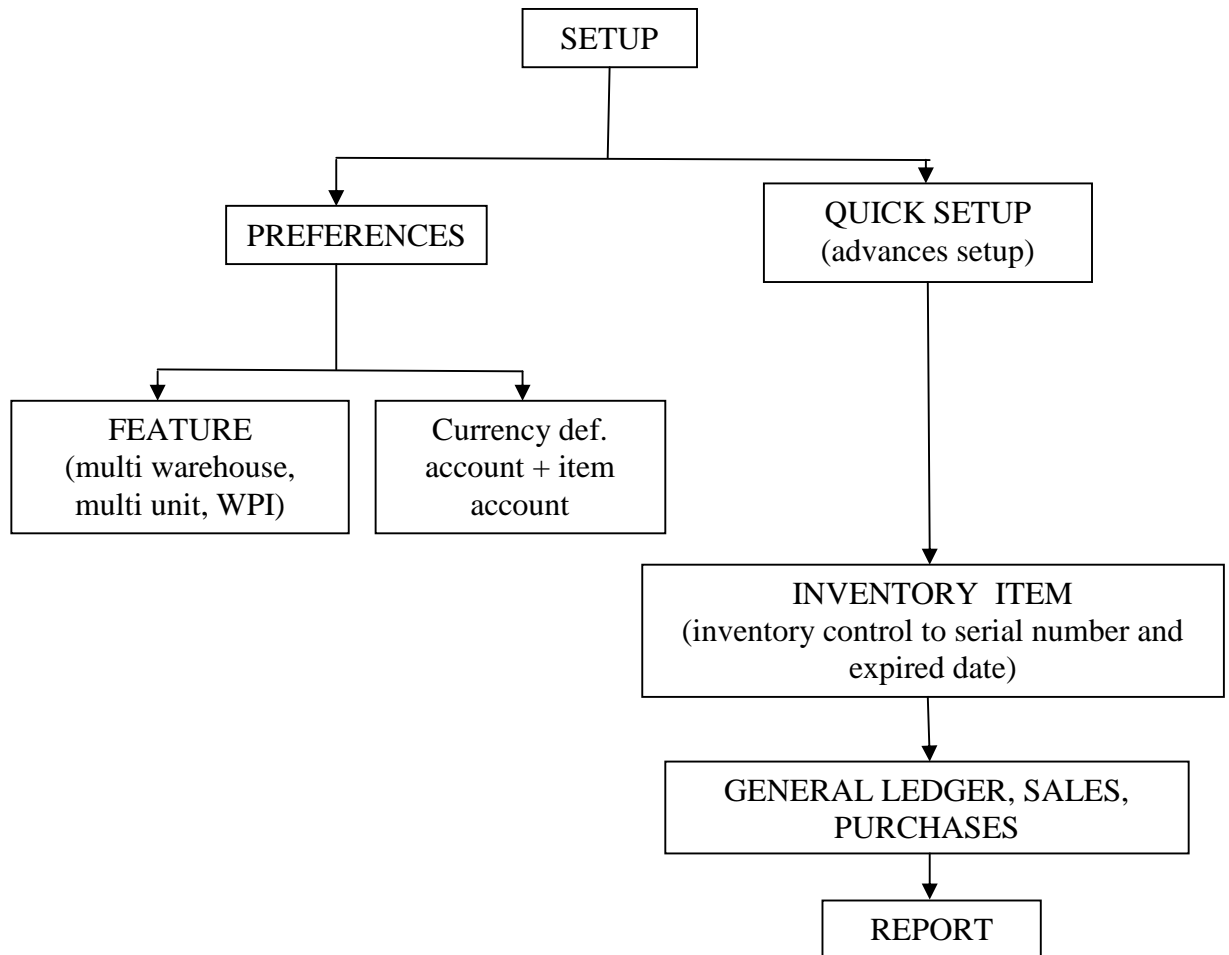 SETUP
PREFERENCES
QUICK SETUP
(advances setup)
FEATURE
(multi warehouse,
multi unit, WPI)
Currency def.
account + item
account
INVENTORY  ITEM
(inventory control to serial number and
expired date)
GENERAL LEDGER, SALES,
PURCHASES
REPORT